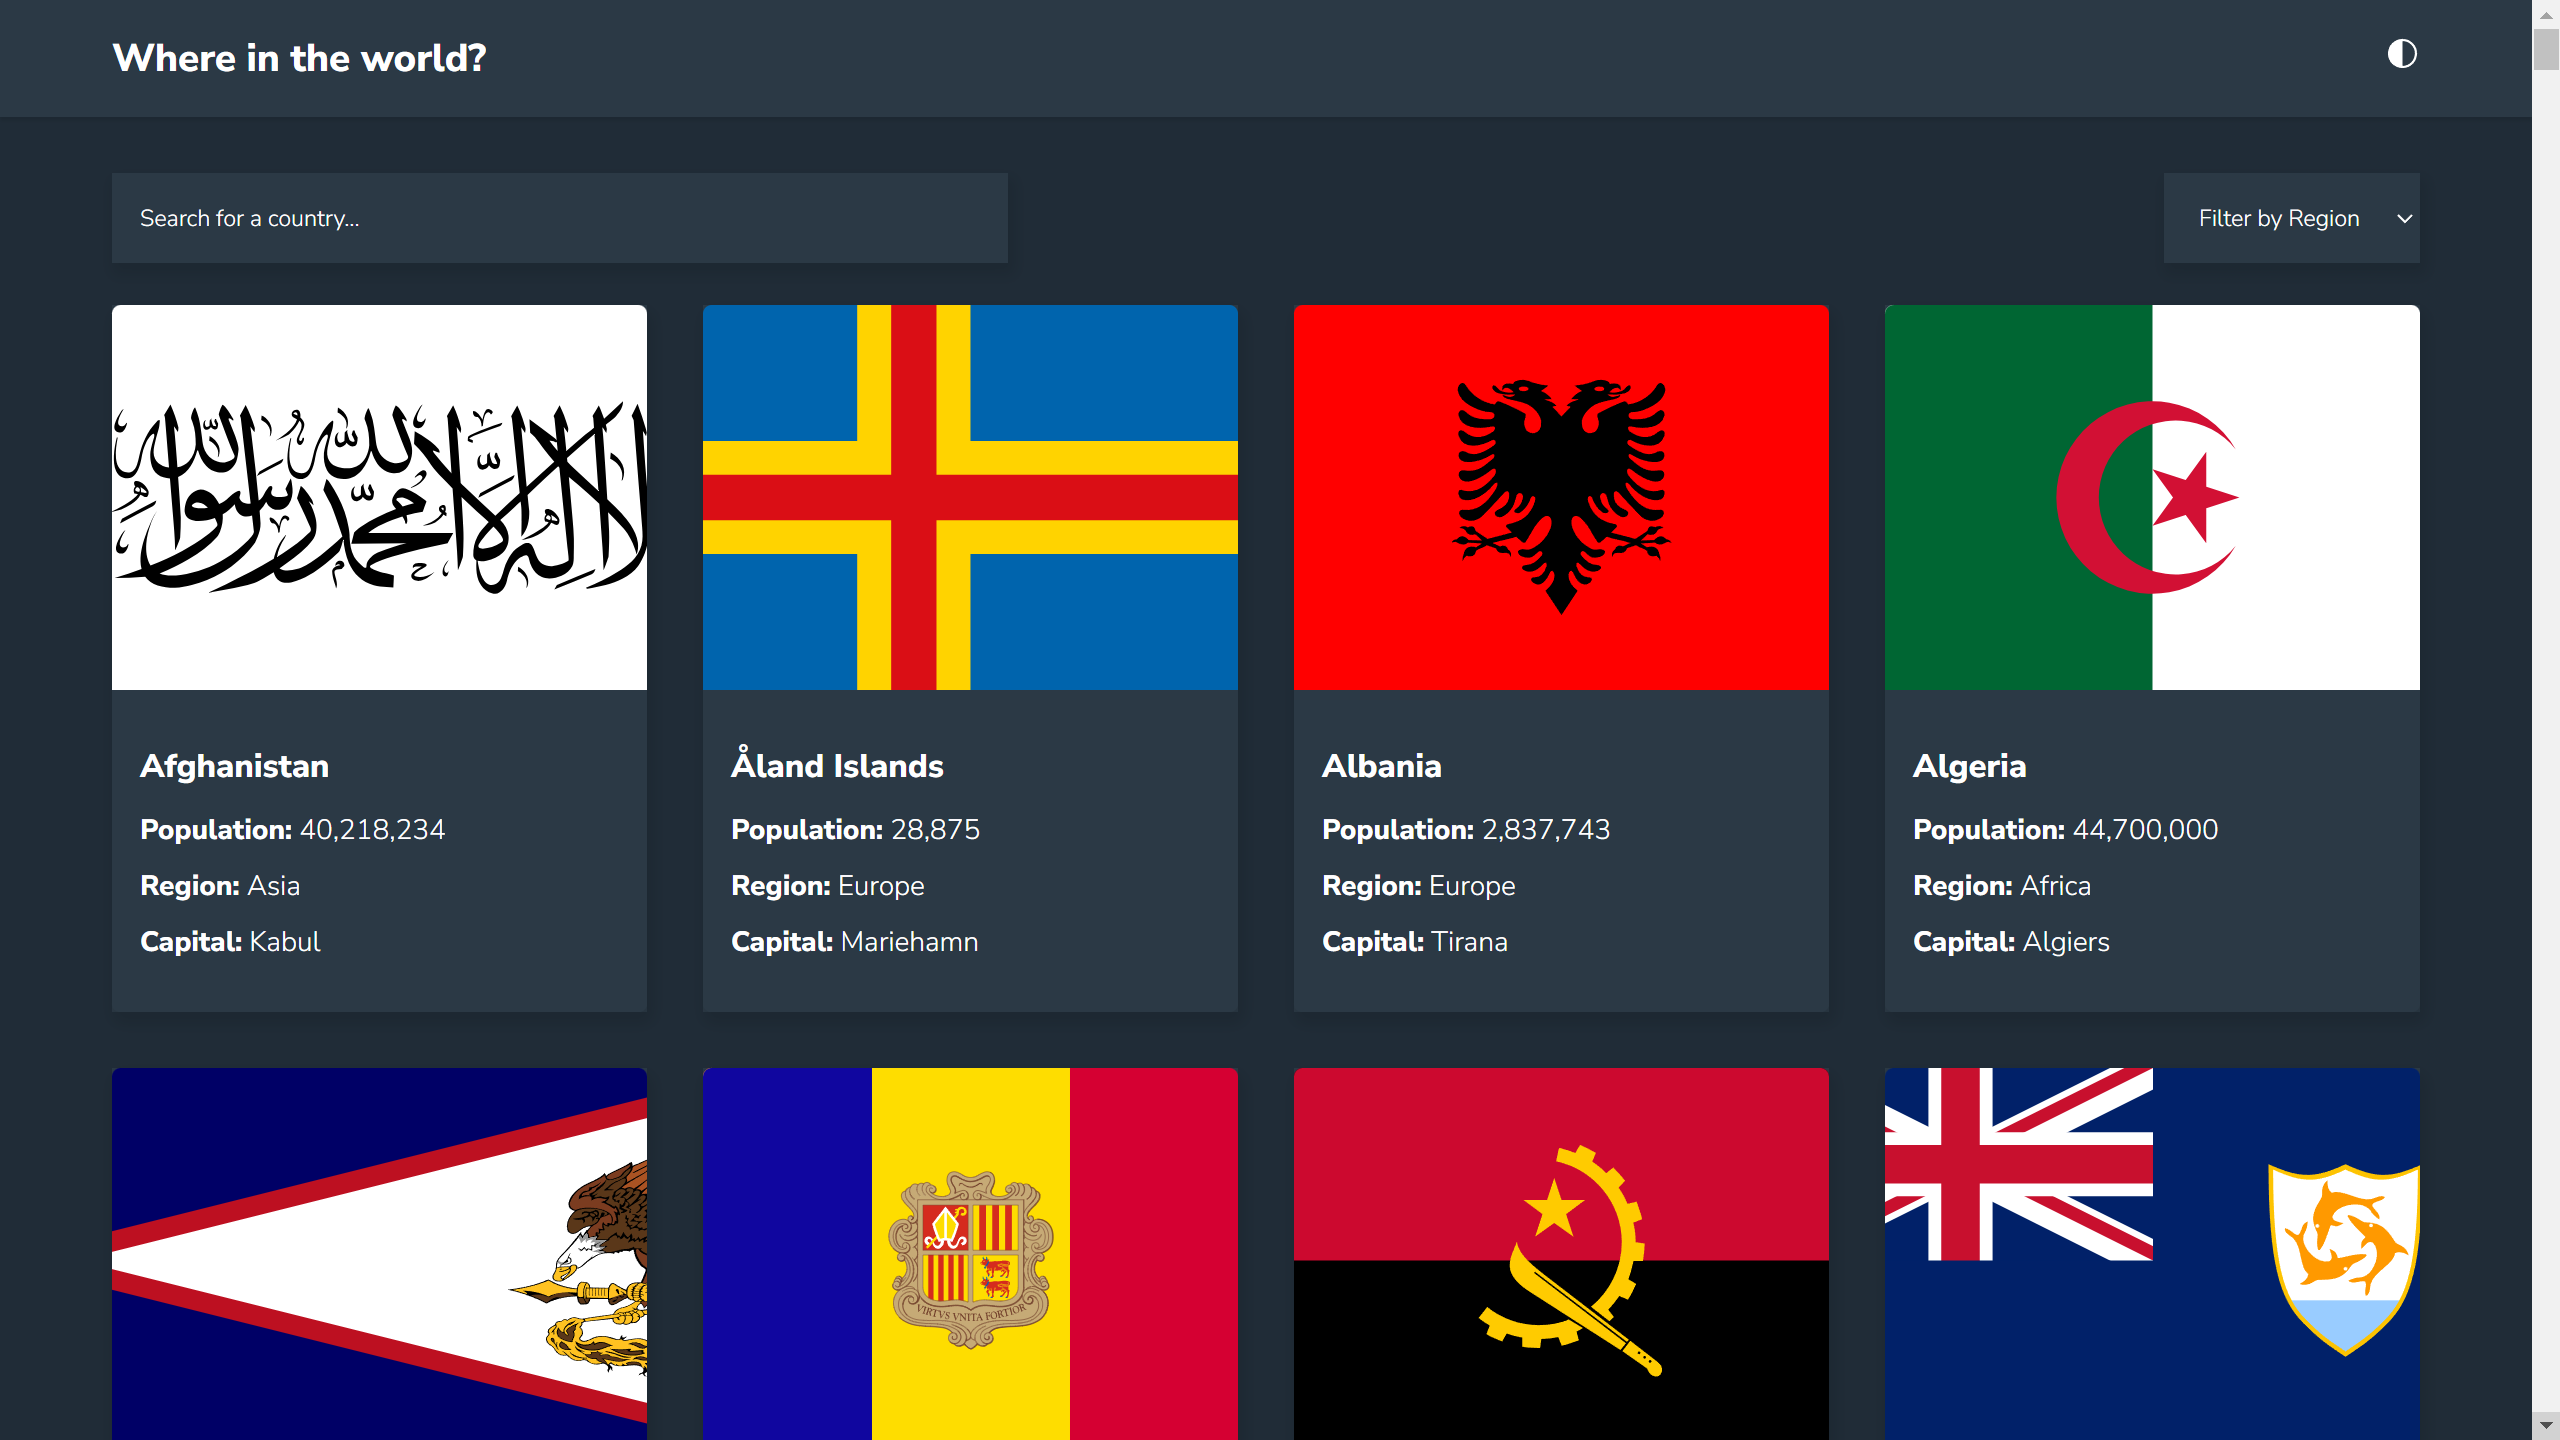 Where in the world?
Search for a country...
Filter by Region
لا إله إلا الله محمد رسول الله
Afghanistan
Population: 40,218,234
Region: Asia
Capital: Kabul
Åland Islands
Population: 28,875
Region: Europe
Capital: Mariehamn
Albania
Population: 2,837,743
Region: Europe
Capital: Tirana
Algeria
Population: 44,700,000
Region: Africa
Capital: Algiers
VIRTVS VNITA FORTIOR